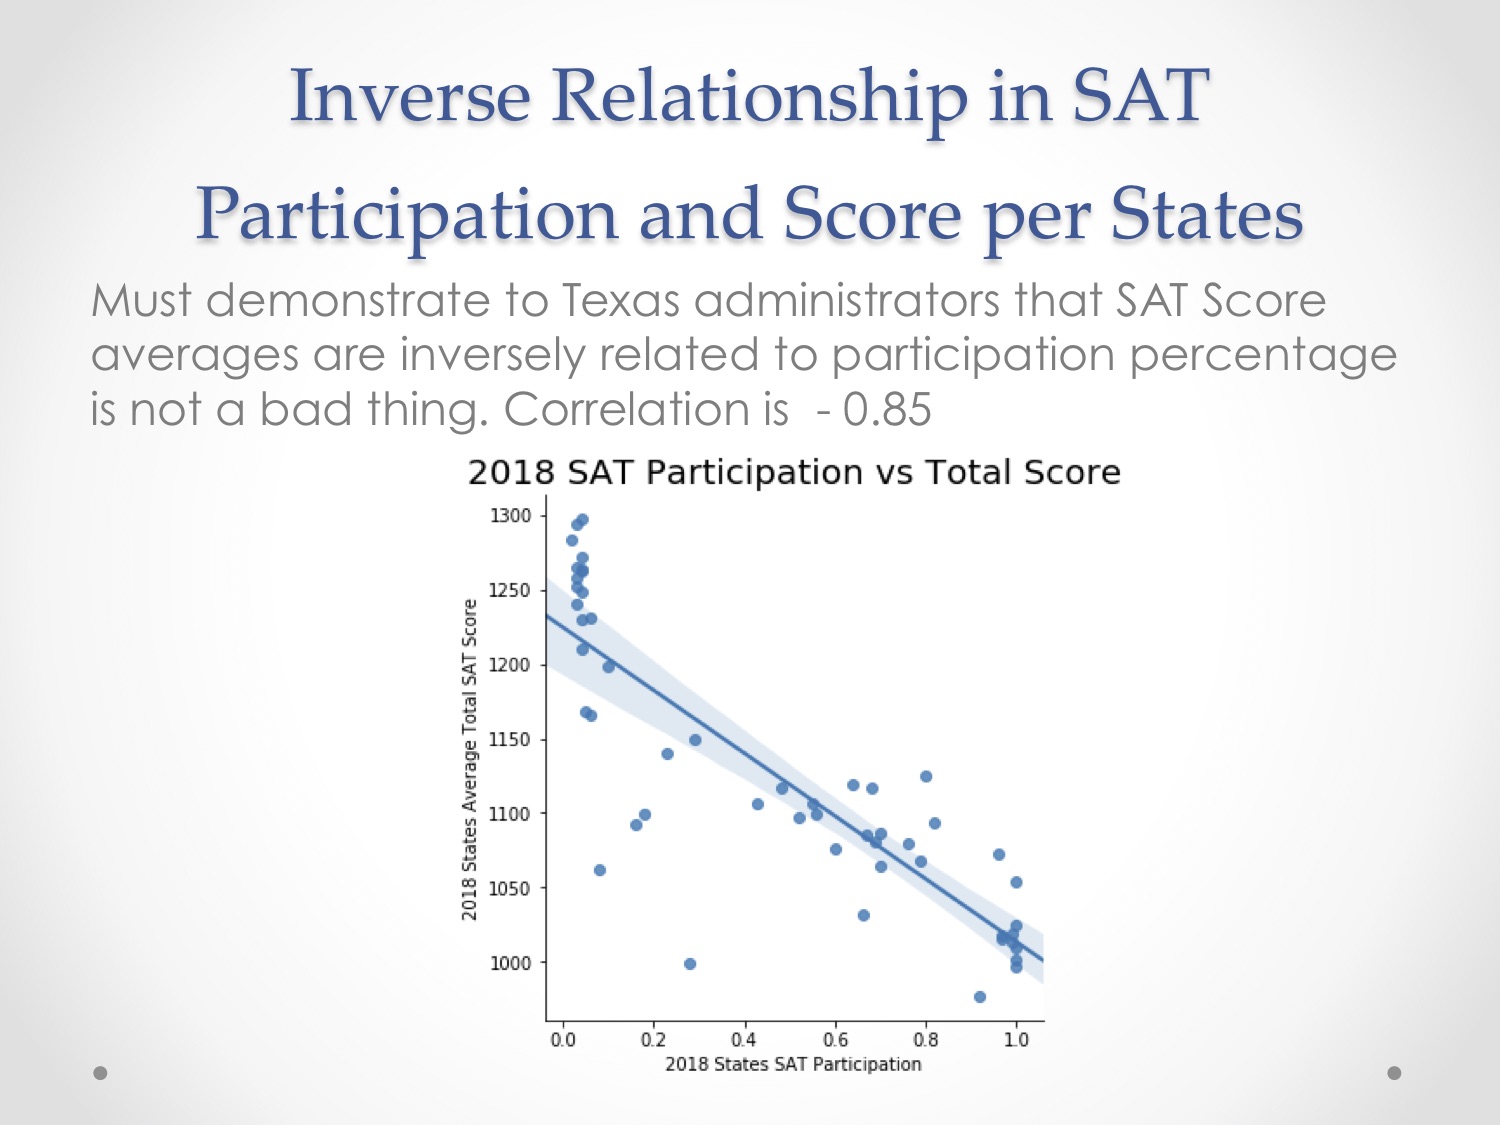 Inverse Relationship in SAT
Participation and Score per States
Must demonstrate to Texas administrators that SAT Score
averages are inversely related to participation percentage
is not a bad thing. Correlation is  - 0.85
2018 SAT Participation vs Total Score
1300
1250
1200
1150
1100
1050
1000
2018 States Average Total SAT Score
0.0 0.2 0.4 0.6 0.8 1.0
2018 States SAT Participation